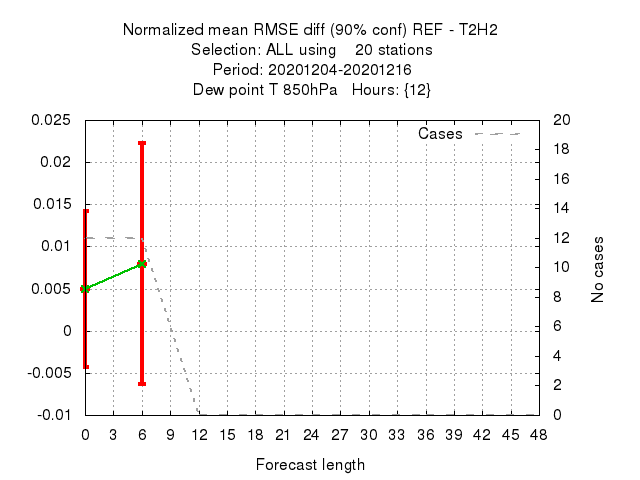 Normalized mean RMSE diff (90% conf) REF - T2H2
Selection: ALL using    20 stations
Period: 20201204-20201216
Dew point T 850hPa   Hours: {12}
Cases
0.025
0.02
0.015
0.01
0.005
0
-0.005
-0.01
20
18
16
14
12
10
8
6
4
2
0
No cases
0 3 6 9 12 15 18 21 24 27 30 33 36 39 42 45 48
Forecast length